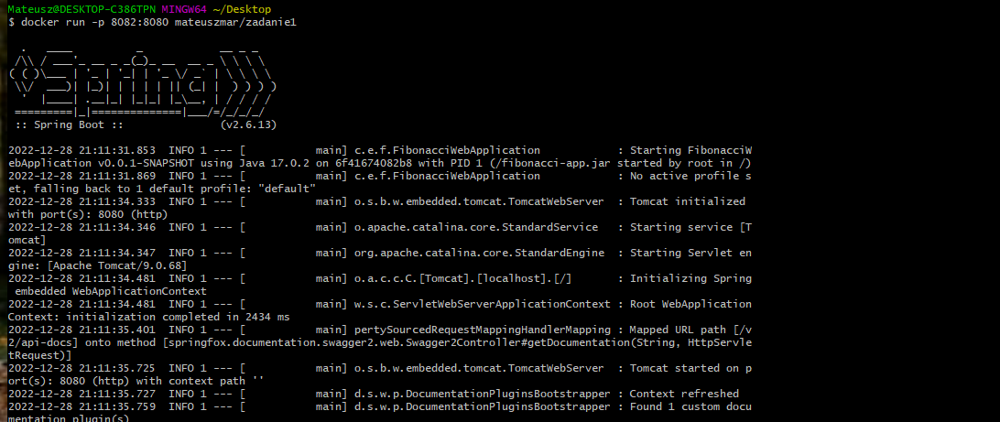 Mateusz@DESKTOP-C386TPN MINGW64 ~/Desktop
$ docker run -p 8082:8080 mateuszmar/zadanie1
  .   ____          _            __ _ _
 /\\ / ___'_ __ _ _(_)_ __  __ _ \ \ \ \
( ( )\___ | '_ | '_| | '_ \/ _` | \ \ \ \
 \\/  ___)| |_)| | | | | || (_| |  ) ) ) )
  '  |____| .__|_| |_|_| |_\__, | / / / /
 =========|_|==============|___/=/_/_/_/
 :: Spring Boot ::               (v2.6.13)
2022-12-28 21:11:31.853  INFO 1 --- [           main] c.e.f.FibonacciWebApplication            : Starting FibonacciW
ebApplication v0.0.1-SNAPSHOT using Java 17.0.2 on 6f41674082b8 with PID 1 (/fibonacci-app.jar started by root in /)
2022-12-28 21:11:31.869  INFO 1 --- [           main] c.e.f.FibonacciWebApplication            : No active profile s
et, falling back to 1 default profile: "default"
2022-12-28 21:11:34.333  INFO 1 --- [           main] o.s.b.w.embedded.tomcat.TomcatWebServer  : Tomcat initialized
with port(s): 8080 (http)
2022-12-28 21:11:34.346  INFO 1 --- [           main] o.apache.catalina.core.StandardService   : Starting service [T
omcat]
2022-12-28 21:11:34.347  INFO 1 --- [           main] org.apache.catalina.core.StandardEngine  : Starting Servlet en
gine: [Apache Tomcat/9.0.68]
2022-12-28 21:11:34.481  INFO 1 --- [           main] o.a.c.c.C.[Tomcat].[localhost].[/]       : Initializing Spring
 embedded WebApplicationContext
2022-12-28 21:11:34.481  INFO 1 --- [           main] w.s.c.ServletWebServerApplicationContext : Root WebApplication
Context: initialization completed in 2434 ms
2022-12-28 21:11:35.401  INFO 1 --- [           main] pertySourcedRequestMappingHandlerMapping : Mapped URL path [/v
2/api-docs] onto method [springfox.documentation.swagger2.web.Swagger2Controller#getDocumentation(String, HttpServle
tRequest)]
2022-12-28 21:11:35.725  INFO 1 --- [           main] o.s.b.w.embedded.tomcat.TomcatWebServer  : Tomcat started on p
ort(s): 8080 (http) with context path ''
2022-12-28 21:11:35.727  INFO 1 --- [           main] d.s.w.p.DocumentationPluginsBootstrapper : Context refreshed
2022-12-28 21:11:35.759  INFO 1 --- [           main] d.s.w.p.DocumentationPluginsBootstrapper : Found 1 custom docu
mentation plugin(s)